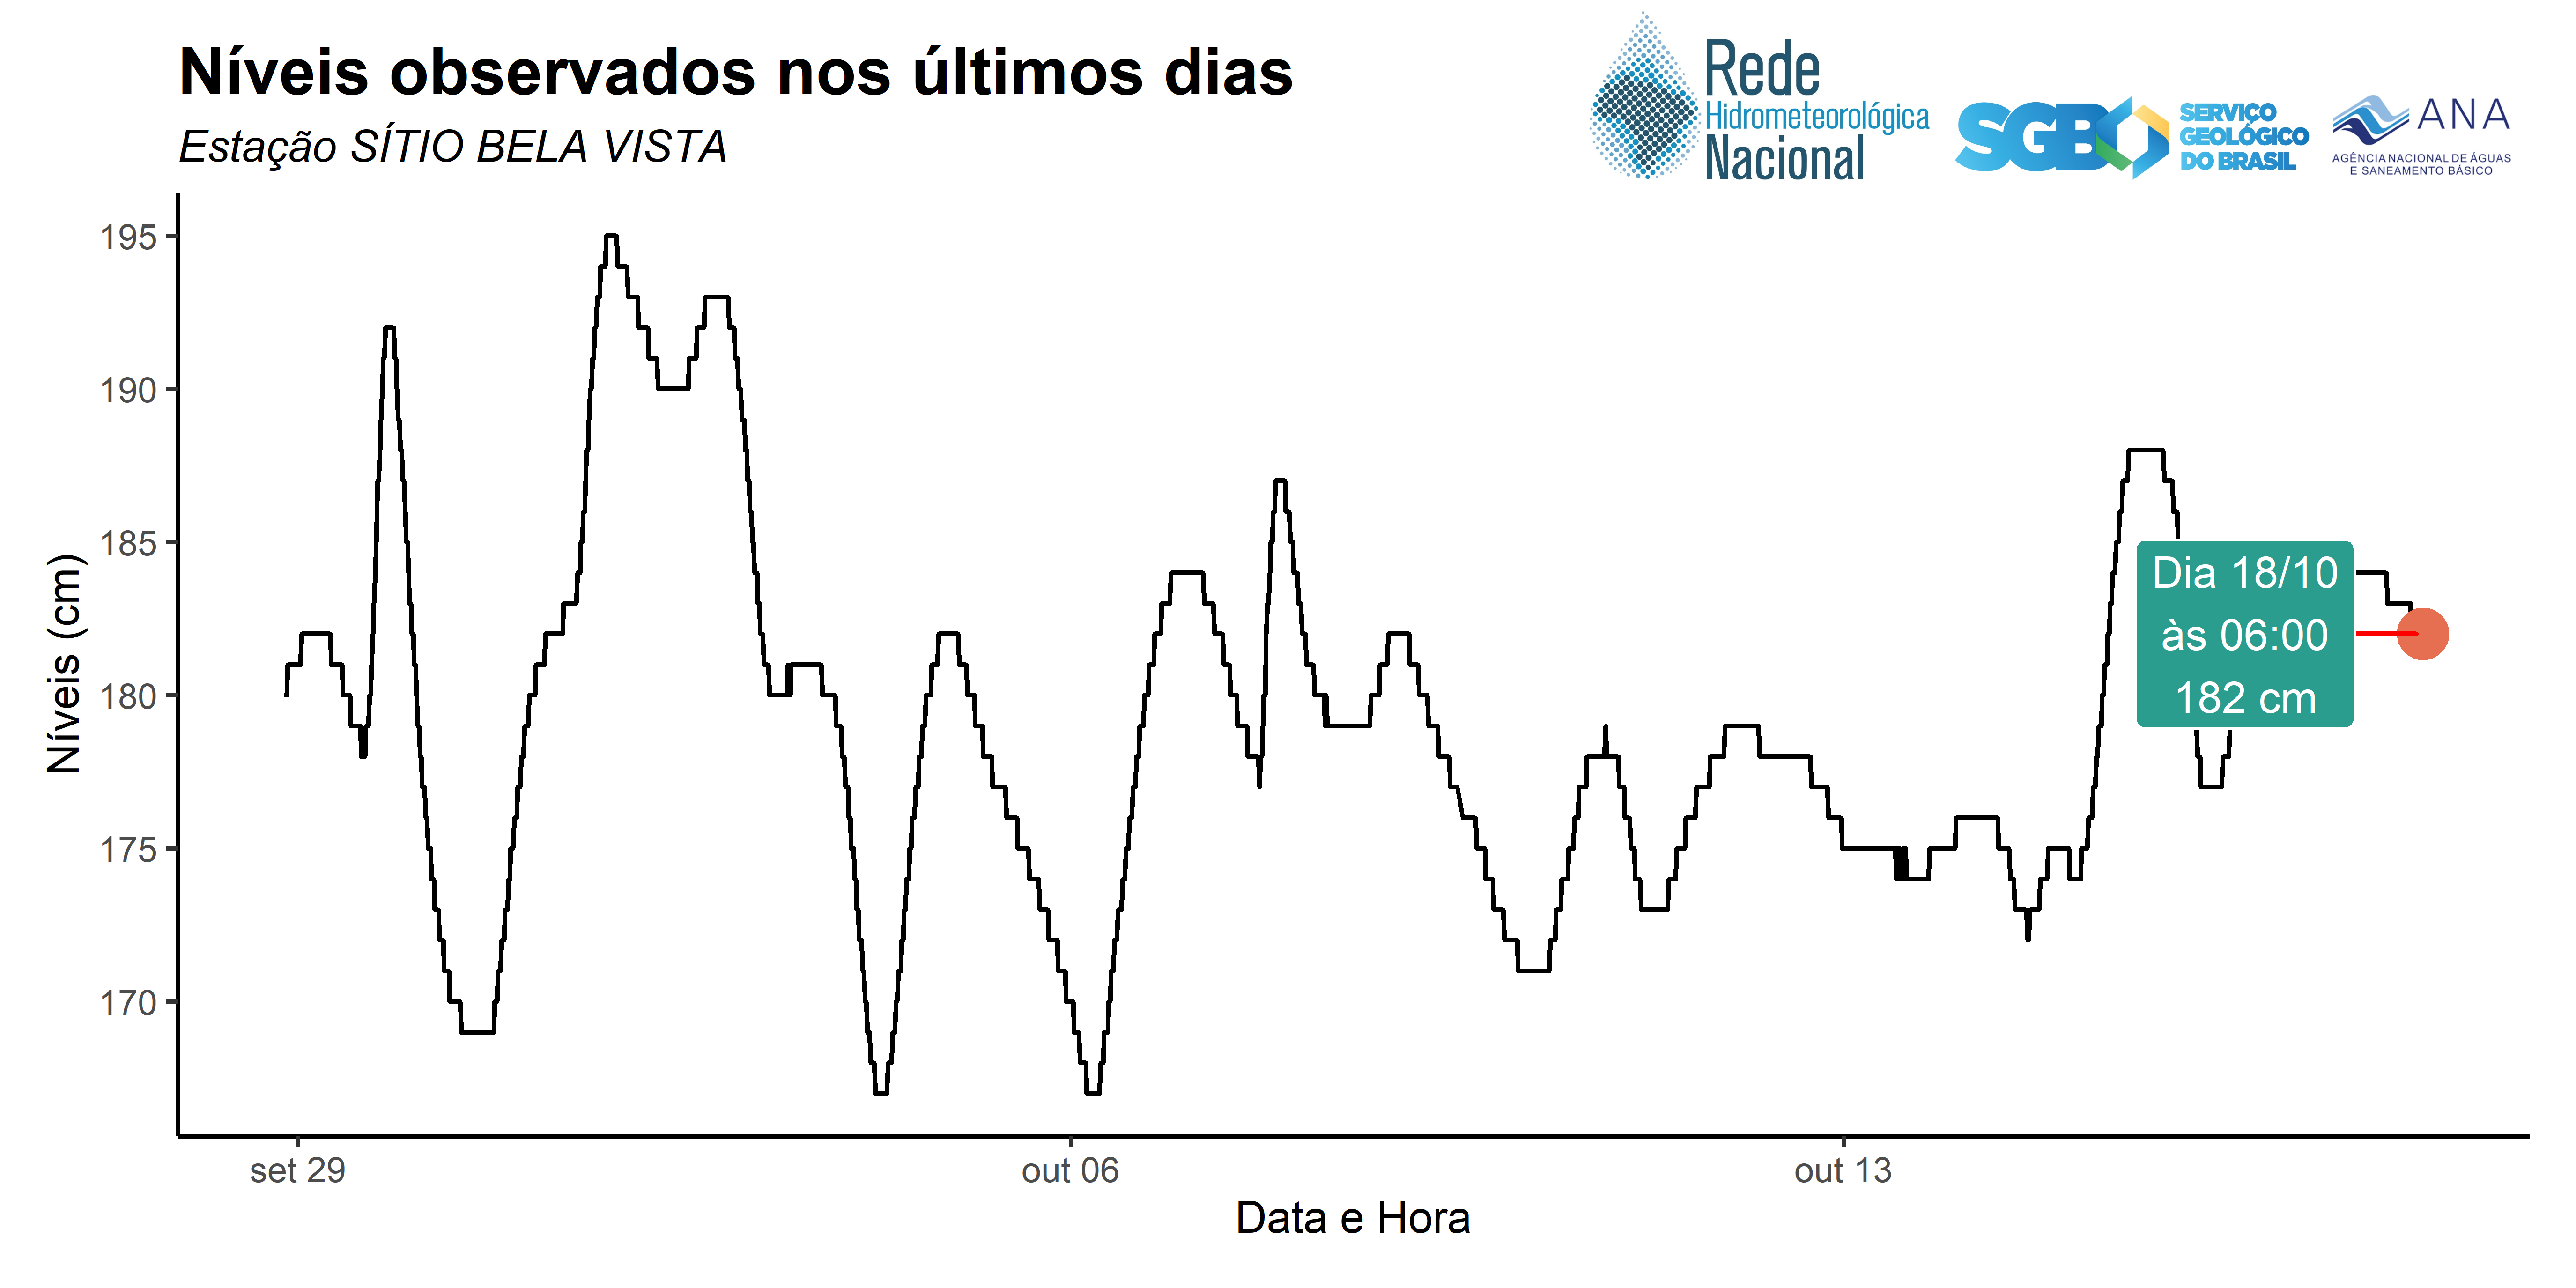 Níveis observados nos últimos dias
Estação SÍTIO BELA VISTA
Rede
Hidrometeorológica
Nacional
SGB
SERVIÇO
GEOLÓGICO
DO BRASIL
ANA
AGÊNCIA NACIONAL DE ÁGUAS
E SANEAMENTO BÁSICO
Níveis (cm)
195
190
185
180
175
170
Dia 18/10
às 06:00
182 cm
set 29
out 06
out 13
Data e Hora